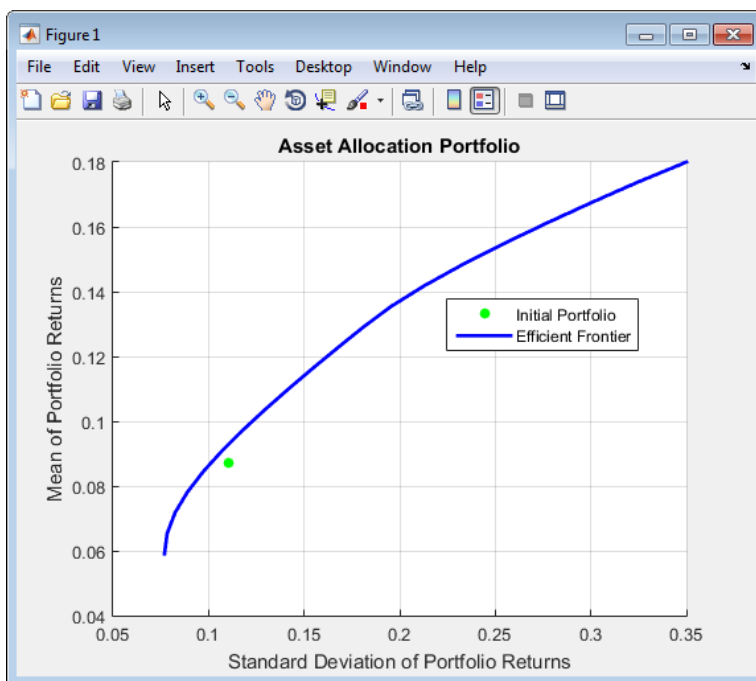 Figure 1
File Edit View Insert Tools Desktop Window Help
Asset Allocation Portfolio
0.18
0.16
0.14
0.12
0.1
0.08
0.06
0.04
Mean of Portfolio Returns
Initial Portfolio
Efficient Frontier
0.05 0.1 0.15 0.2 0.25 0.3 0.35
Standard Deviation of Portfolio Returns